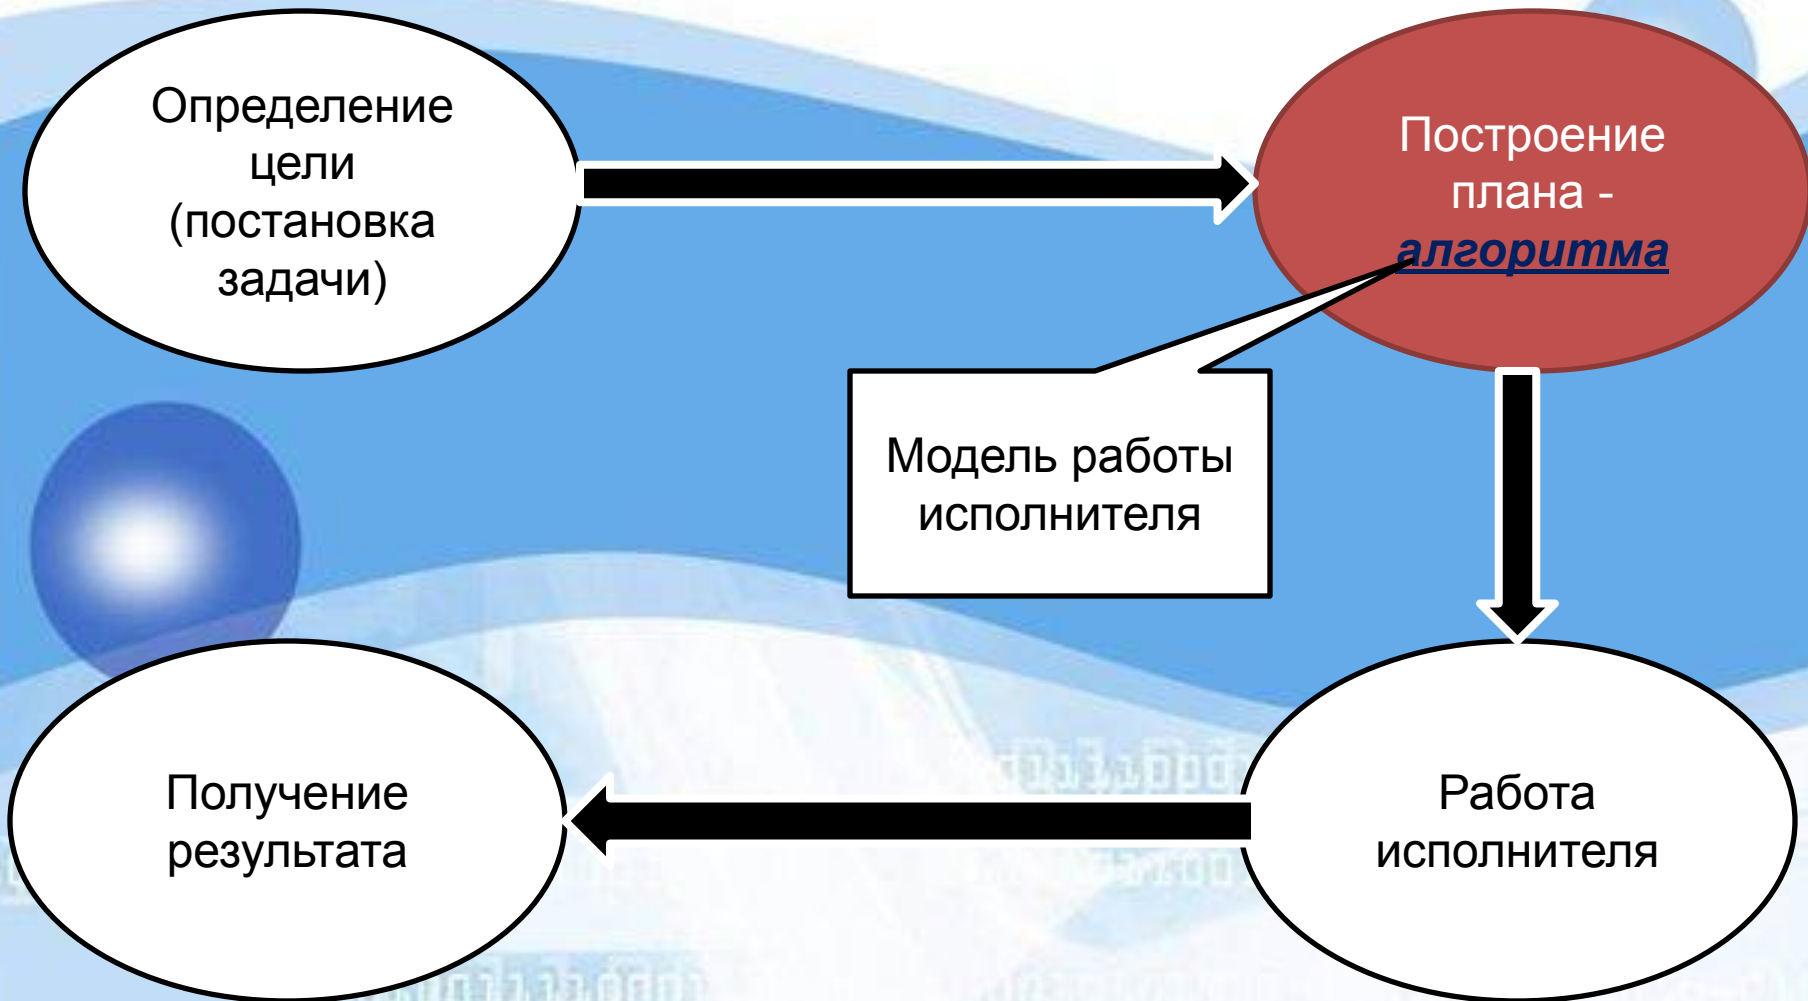 Определение
цели
(постановка
задачи)
Построение
плана -
алгоритма
Модель работы
исполнителя
Работа
исполнителя
Получение
результата